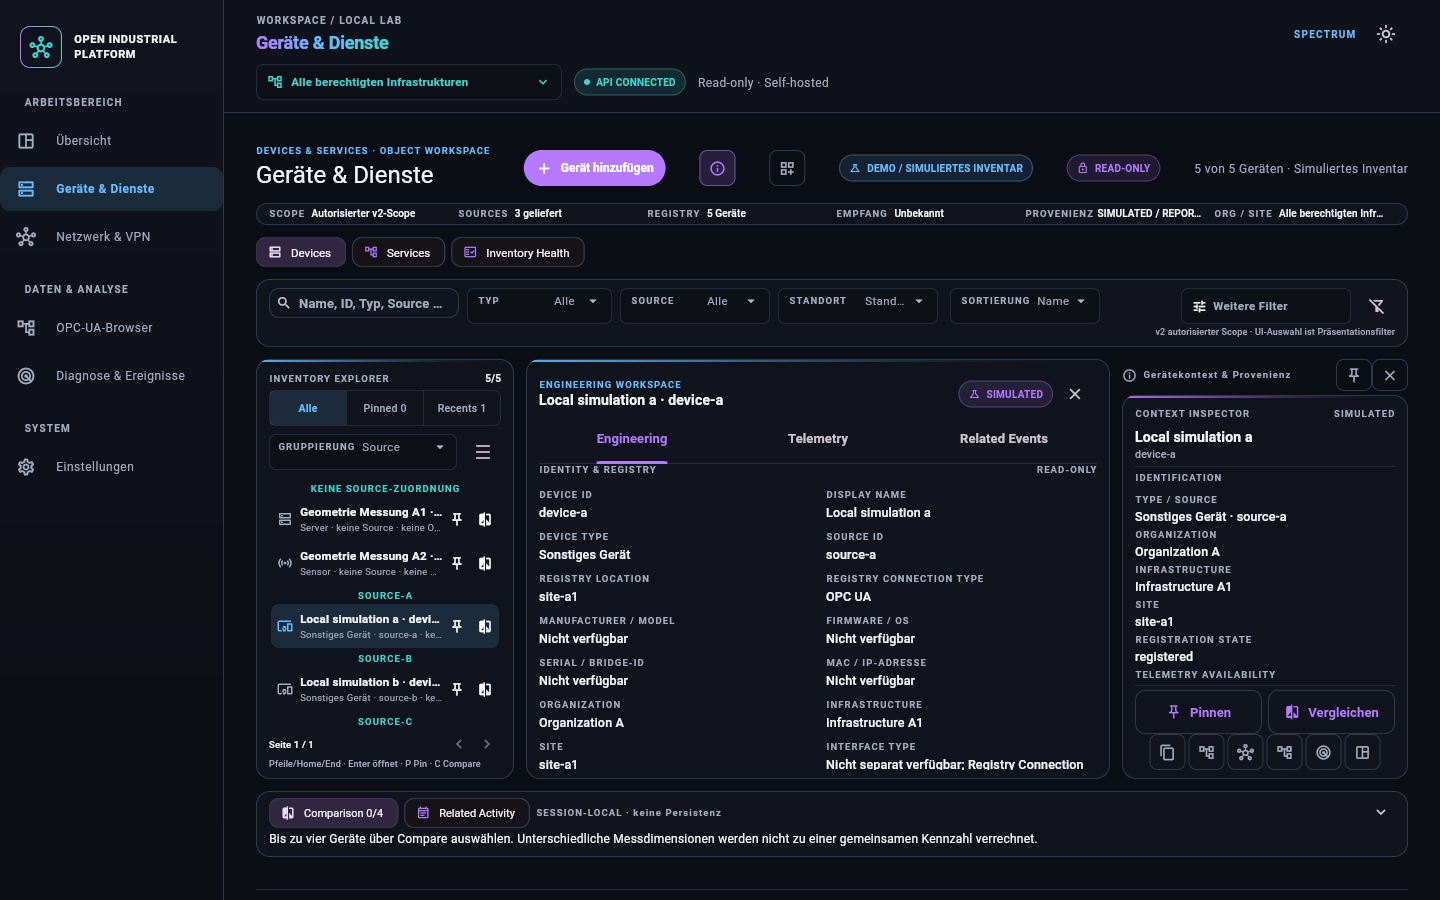 OPEN INDUSTRIAL
PLATFORM
ARBEITSBEREICH
Übersicht
Geräte & Dienste
Netzwerk & VPN
DATEN & ANALYSE
OPC-UA-Browser
Diagnose & Ereignisse
SYSTEM
Einstellungen
WORKSPACE / LOCAL LAB
Geräte & Dienste
SPECTRUM
Alle berechtigten Infrastrukturen
API CONNECTED
Read-only · Self-hosted
DEVICES & SERVICES · OBJECT WORKSPACE
Geräte & Dienste
Gerät hinzufügen
DEMO / SIMULIERTES INVENTAR
READ-ONLY
5 von 5 Geräten · Simuliertes Inventar
SCOPE Autorisierter v2-Scope
SOURCES 3 geliefert
REGISTRY 5 Geräte
EMPFANG Unbekannt
PROVENIENZ SIMULATED / REPOR…
ORG / SITE Alle berechtigten Infr…
Devices
Services
Inventory Health
Name, ID, Typ, Source …
TYP Alle
SOURCE Alle
STANDORT Stand…
SORTIERUNG Name
Weitere Filter
v2 autorisierter Scope · UI-Auswahl ist Präsentationsfilter
INVENTORY EXPLORER 5/5
Alle
Pinned 0
Recents 1
GRUPPIERUNG Source
KEINE SOURCE-ZUORDNUNG
Geometrie Messung A1 ·…
Server · keine Source · keine O…
Geometrie Messung A2 ·…
Sensor · keine Source · keine …
SOURCE-A
Local simulation a · devi…
Sonstiges Gerät · source-a · ke…
SOURCE-B
Local simulation b · devi…
Sonstiges Gerät · source-b · ke…
SOURCE-C
Seite 1 / 1
Pfeile/Home/End · Enter öffnet · P Pin · C Compare
ENGINEERING WORKSPACE
Local simulation a · device-a
SIMULATED
Engineering
Telemetry
Related Events
IDENTITY & REGISTRY READ-ONLY
DEVICE ID
device-a
DISPLAY NAME
Local simulation a
DEVICE TYPE
Sonstiges Gerät
SOURCE ID
source-a
REGISTRY LOCATION
site-a1
REGISTRY CONNECTION TYPE
OPC UA
MANUFACTURER / MODEL
Nicht verfügbar
FIRMWARE / OS
Nicht verfügbar
SERIAL / BRIDGE-ID
Nicht verfügbar
MAC / IP-ADRESSE
Nicht verfügbar
ORGANIZATION
Organization A
INFRASTRUCTURE
Infrastructure A1
SITE
site-a1
INTERFACE TYPE
Nicht separat verfügbar; Registry Connection
Gerätekontext & Provenienz
CONTEXT INSPECTOR SIMULATED
Local simulation a
device-a
IDENTIFICATION
TYPE / SOURCE
Sonstiges Gerät · source-a
ORGANIZATION
Organization A
INFRASTRUCTURE
Infrastructure A1
SITE
site-a1
REGISTRATION STATE
registered
TELEMETRY AVAILABILITY
Pinnen
Vergleichen
Comparison 0/4
Related Activity
SESSION-LOCAL · keine Persistenz
Bis zu vier Geräte über Compare auswählen. Unterschiedliche Messdimensionen werden nicht zu einer gemeinsamen Kennzahl verrechnet.